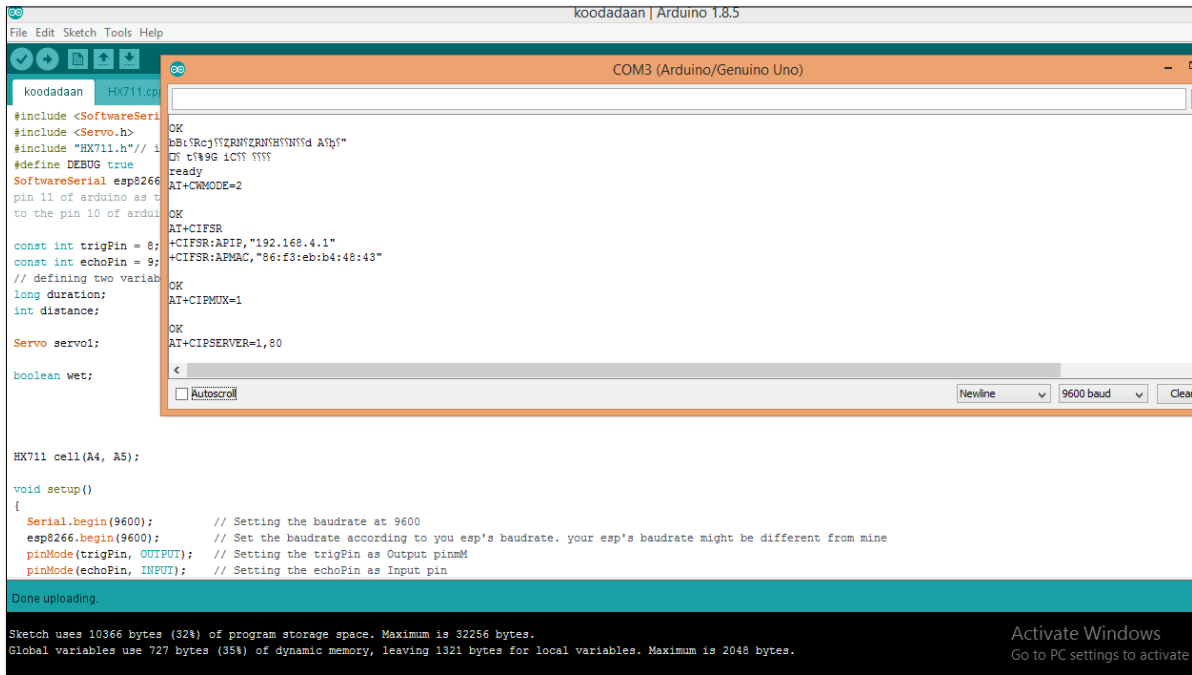 koodadaan | Arduino 1.8.5
File Edit Sketch Tools Help
koodadaan HX711.cp
COM3 (Arduino/Genuino Uno)
#include <SoftwareSeri
#include <Servo.h>
#include "HX711.h"// i
#define DEBUG true
SoftwareSerial esp8266
pin 11 of arduino as t
to the pin 10 of ardui
const int trigPin = 8;
const int echoPin = 9;
// defining two variab
long duration;
int distance;
Servo servo1;
boolean wet;
OK
ready
AT+CWMODE=2
OK
AT+CIFSR
+CIFSR:APIP,"192.168.4.1"
+CIFSR:APMAC,"86:f3:eb:b4:48:43"
OK
AT+CIPMUX=1
OK
AT+CIPSERVER=1,80
Autoscroll Newline 9600 baud Clear
HX711 cell(A4, A5);
void setup()
{
Serial.begin(9600); // Setting the baudrate at 9600
esp8266.begin(9600); // Set the baudrate according to you esp's baudrate. your esp's baudrate might be different from mine
pinMode(trigPin, OUTPUT); // Setting the trigPin as Output pinmM
pinMode(echoPin, INPUT); // Setting the echoPin as Input pin
Done uploading.
Sketch uses 10366 bytes (32%) of program storage space. Maximum is 32256 bytes.
Global variables use 727 bytes (35%) of dynamic memory, leaving 1321 bytes for local variables. Maximum is 2048 bytes.
Activate Windows
Go to PC settings to activate